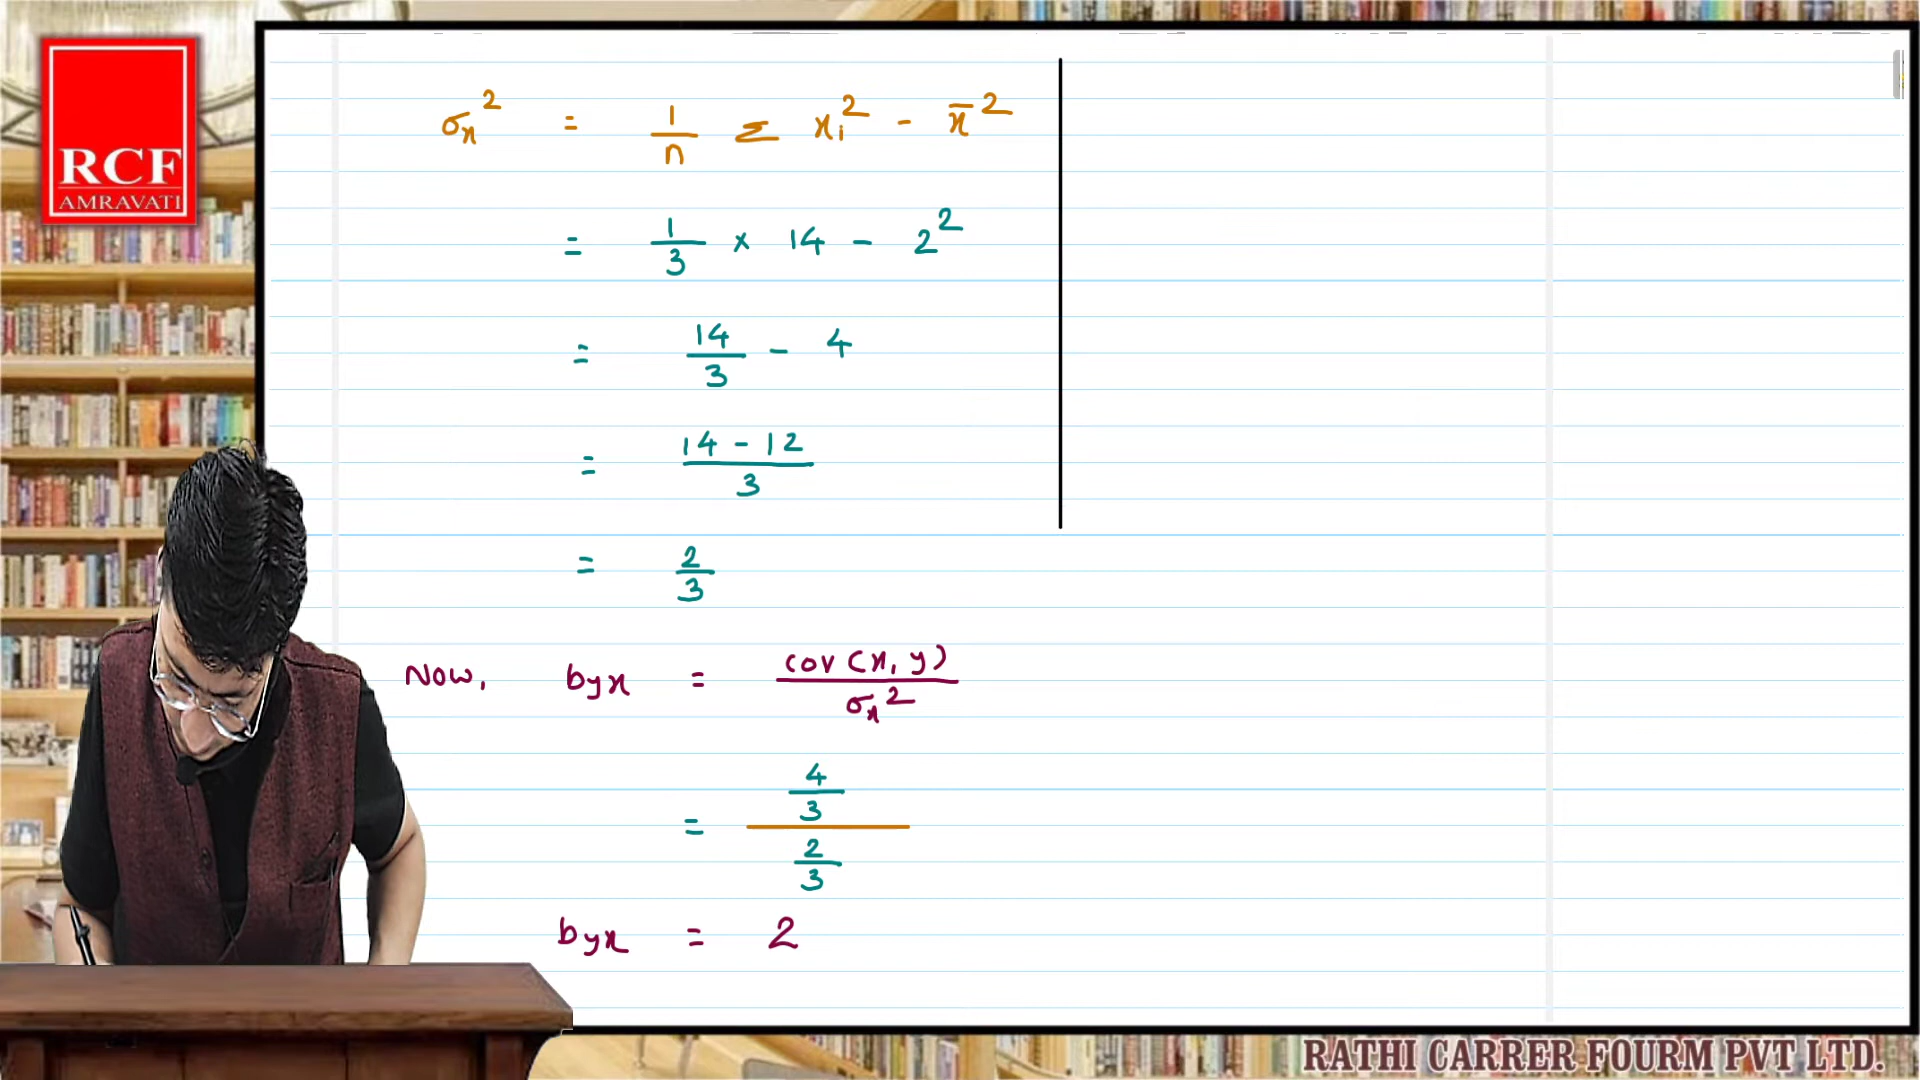 RCF
AMRAVATI
σx² = 1/n Σ xi² - x̄²
= 1/3 × 14 - 2²
= 14/3 - 4
= (14 - 12)/3
= 2/3
Now, byx = cov(x, y)/σx²
= (4/3)/(2/3)
byx = 2
RATHI CARRER FOURM PVT LTD.